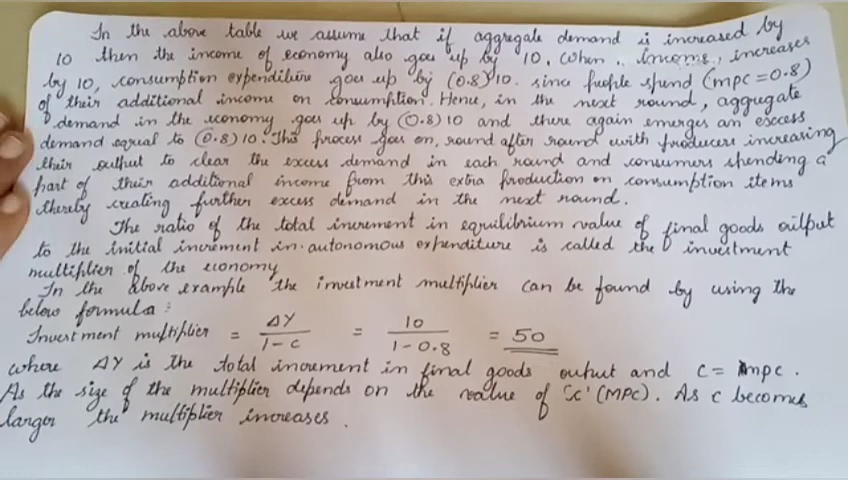 In the above table we assume that if aggregate demand is increased by
10 then the income of economy also goes up by 10. When income, increases
by 10, consumption expenditure goes up by (0.8)10. since people spend (mpc=0.8)
of their additional income on consumption. Hence, in the next round, aggregate
demand in the economy goes up by (0.8)10 and there again emerges an excess
demand equal to (0.8)10. This process goes on, round after round with producers increasing
their output to clear the excess demand in each round and consumers spending a
part of their additional income from this extra production on consumption items
thereby creating further excess demand in the next round.
The ratio of the total increment in equilibrium value of final goods output
to the initial increment in autonomous expenditure is called the investment
multiplier of the economy
In the above example the investment multiplier can be found by using the
below formula:
Investment multiplier = ΔY / 1-c = 10 / 1-0.8 = 50
where ΔY is the total increment in final goods output and c = mpc.
As the size of the multiplier depends on the value of 'c' (MPC). As c becomes
larger the multiplier increases.